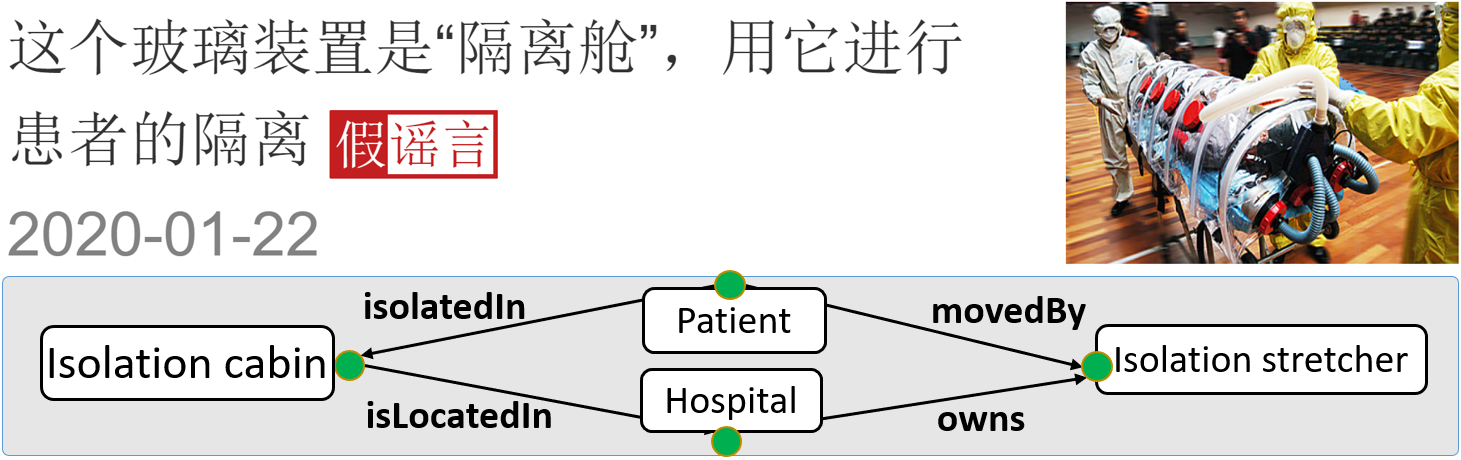 这个玻璃装置是“隔离舱”，用它进行
患者的隔离 假谣言
2020-01-22
isolatedIn
Patient
movedBy
Isolation cabin
Isolation stretcher
Hospital
isLocatedIn
owns